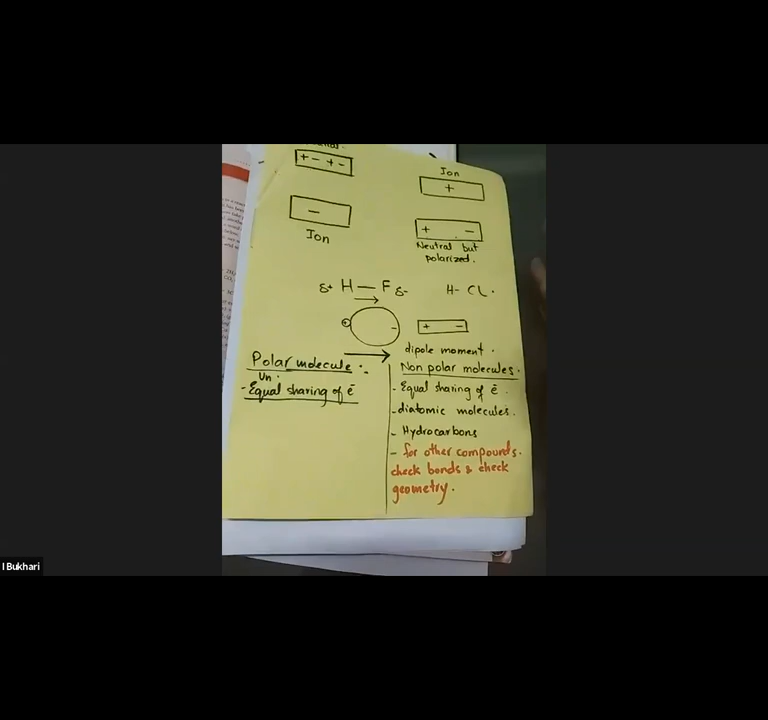 + - + -
Ion
+
-
Ion
+ -
Neutral but
polarized.
δ+ H — F δ-
H - CL.
+ -
dipole moment.
Polar molecule :-
Un.
- Equal sharing of ē
Non polar molecules.
- Equal sharing of ē.
- diatomic molecules.
- Hydrocarbons
- for other compounds.
check bonds & check
geometry.
I Bukhari